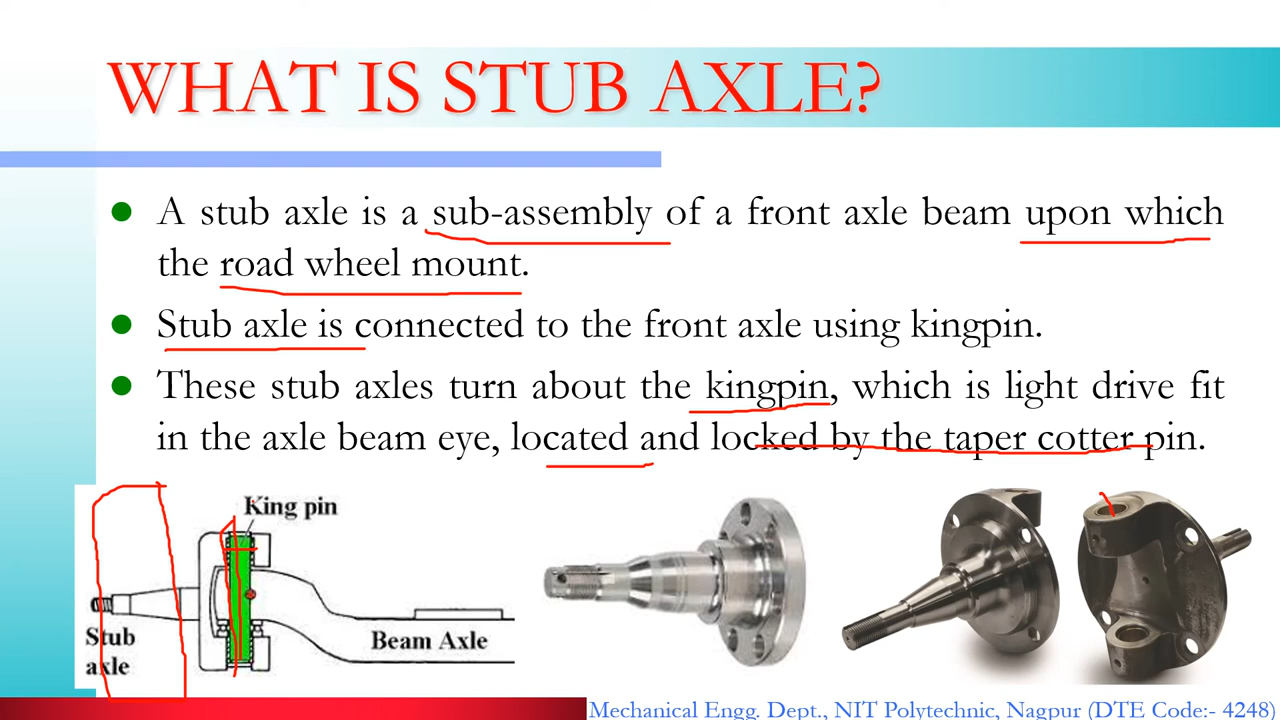 WHAT IS STUB AXLE?
A stub axle is a sub-assembly of a front axle beam upon which
the road wheel mount.
Stub axle is connected to the front axle using kingpin.
These stub axles turn about the kingpin, which is light drive fit
in the axle beam eye, located and locked by the taper cotter pin.
King pin
Stub
axle
Beam Axle
Mechanical Engg. Dept., NIT Polytechnic, Nagpur (DTE Code:- 4248)